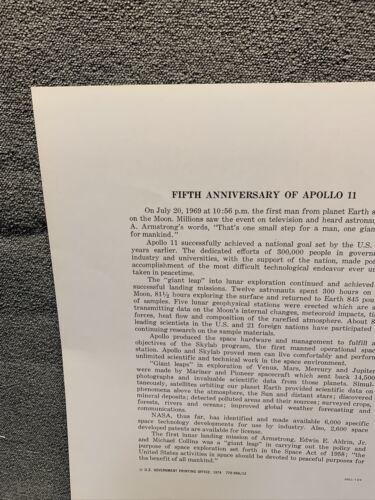 FIFTH ANNIVERSARY OF APOLLO 11
On July 20, 1969 at 10:56 p.m. the first man from planet Earth s
on the Moon. Millions saw the event on television and heard astronau
A. Armstrong's words, "That's one small step for a man, one gian
for mankind."
Apollo 11 successfully achieved a national goal set by the U.S.
years earlier. The dedicated efforts of 300,000 people in govern
industry and universities, with the support of the nation, made pos
accomplishment of the most difficult technological endeavor ever un
taken in peacetime.
The "giant leap" into lunar exploration continued and achieved
successful landing missions. Twelve astronauts spent 300 hours on
Moon, 81½ hours exploring the surface and returned to Earth 845 pou
of samples. Five lunar geophysical stations were erected which are s
transmitting data on the Moon's internal changes, meteoroid impacts, ti
forces, heat flow and composition of the rarefied atmosphere. About 8
leading scientists in the U.S. and 21 foreign nations have participated
continuing research on the sample materials.
Apollo produced the space hardware and management to fulfill a
objectives of the Skylab program, the first manned operational spac
station. Apollo and Skylab proved men can live comfortably and perform
unlimited scientific and technical work in the space environment.
"Giant leaps" in exploration of Venus, Mars, Mercury and Jupiter
were made by Mariner and Pioneer spacecraft which sent back 14,500
photographs and invaluable scientific data from those planets. Simul-
taneously, satellites orbiting our planet Earth provided scientific data on
phenomena above the atmosphere, the Sun and distant stars; discovered
mineral deposits; detected polluted areas and their sources; surveyed crops,
forests, rivers and oceans; improved global weather forecasting and
communications.
NASA, thus far, has identified and made available 6,000 specific
space technology developments for use by industry. Also, 2,600 space
developed patents are available for license.
The first lunar landing mission of Armstrong, Edwin E. Aldrin, Jr.
and Michael Collins was a "giant leap" in carrying out the policy and
purpose of space exploration set forth in the Space Act of 1958; "the
United States activities in space should be devoted to peaceful purposes for
the benefit of all mankind."
☆ U.S. GOVERNMENT PRINTING OFFICE, 1974